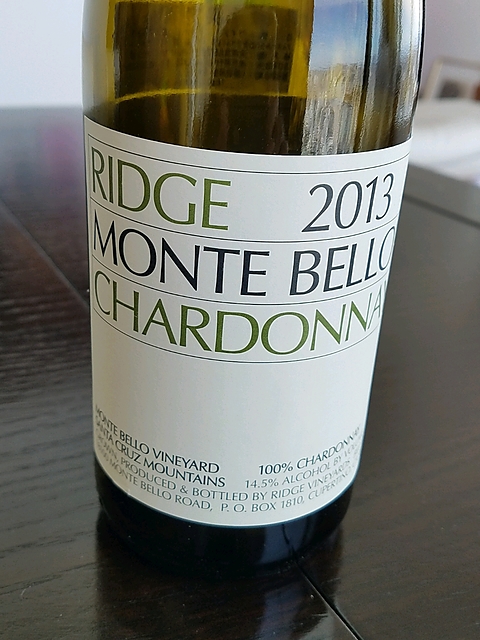 RIDGE 2013
MONTE BELLO
CHARDONNA
MONTE BELLO VINEYARD
SANTA CRUZ MOUNTAINS 100% CHARDONNAY
14.5% ALCOHOL BY
PRODUCED & BOTTLED BY RIDGE VINEYARDS
MONTE BELLO ROAD, P. O. BOX 1810, CUPERTINO